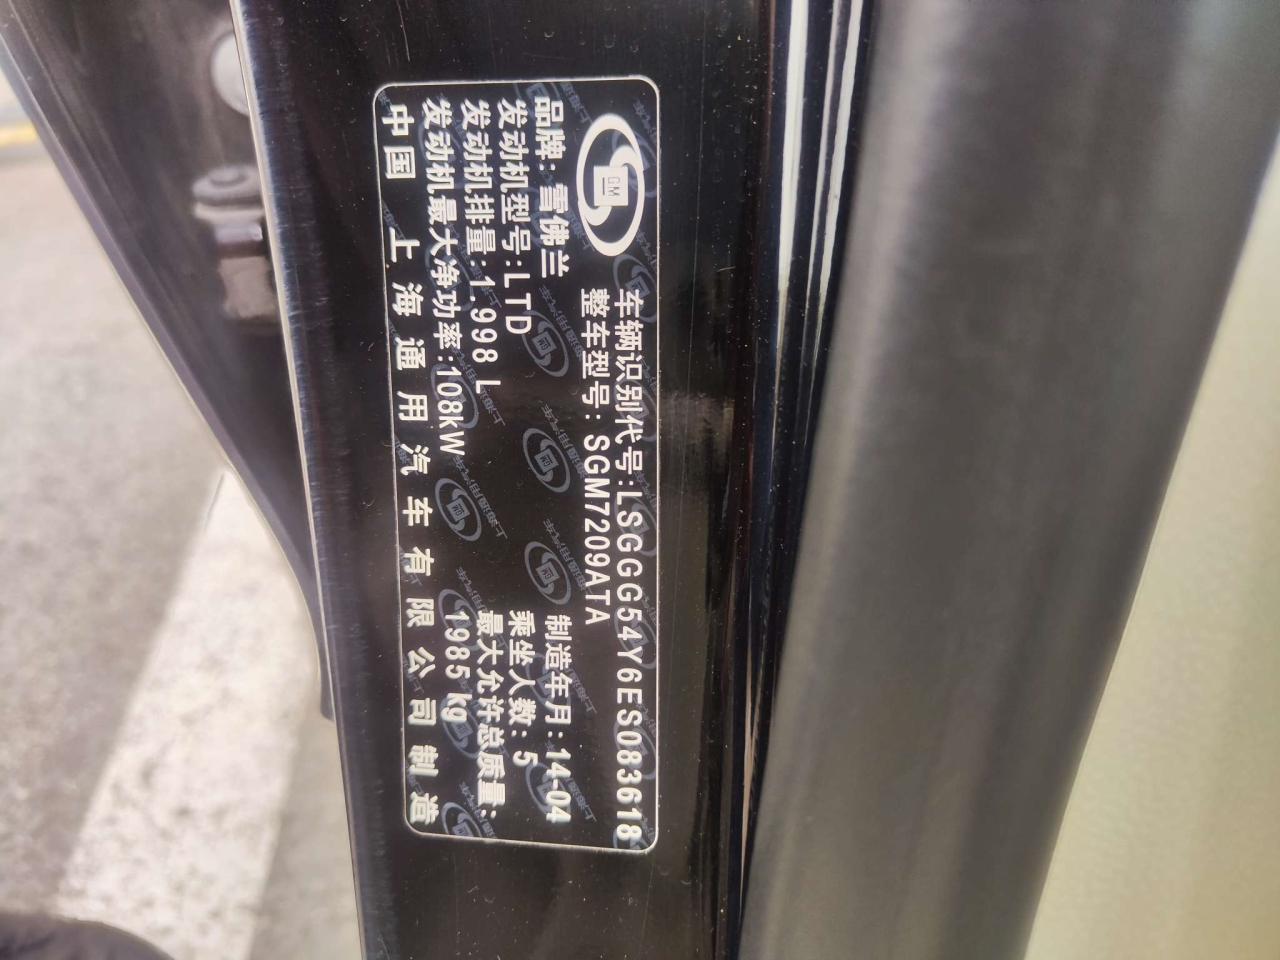 GM
车辆识别代号:LSGGG54Y6ES083618
整车型号: SGM7209ATA
品牌: 雪佛兰
制造年月:14-04
发动机型号:LTD
乘坐人数: 5
发动机排量:1.998 L
最大允许总质量:
发动机最大净功率:108kW
1985 kg
中国 上海通用汽车有限公司制造